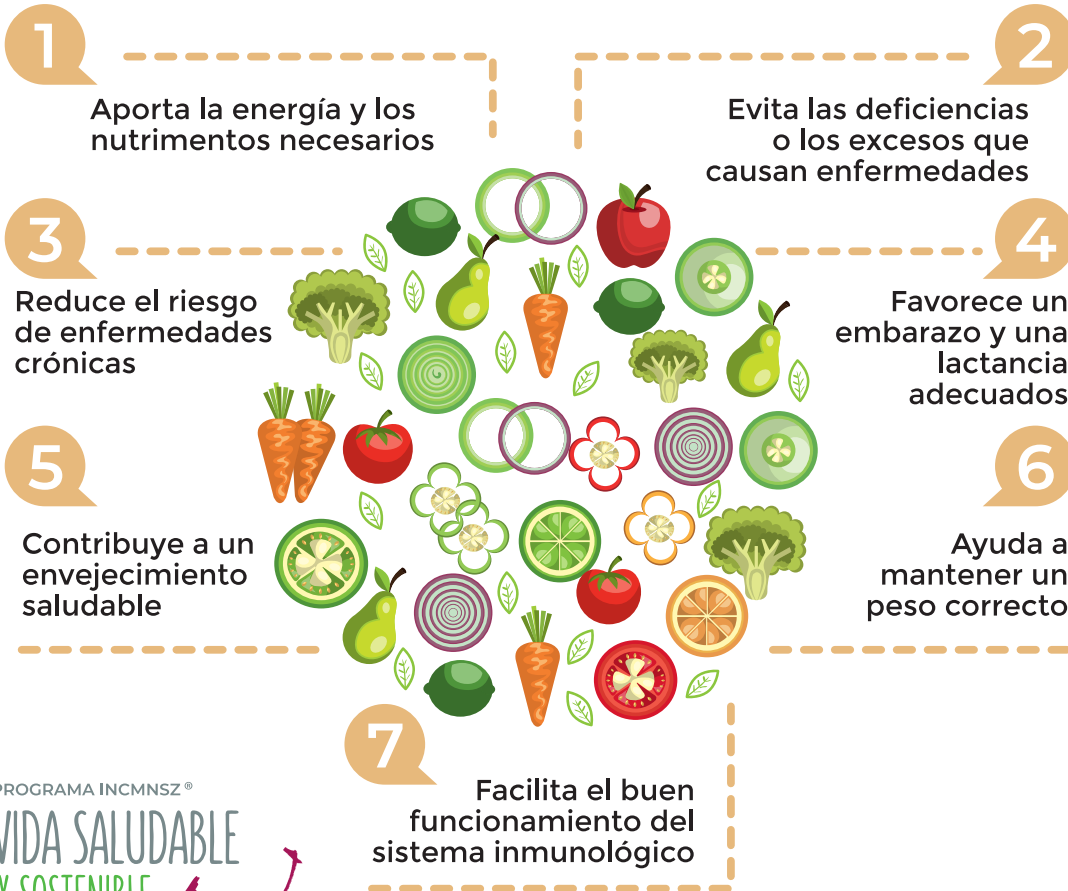 1
Aporta la energía y los
nutrimentos necesarios
2
Evita las deficiencias
o los excesos que
causan enfermedades
3
Reduce el riesgo
de enfermedades
crónicas
4
Favorece un
embarazo y una
lactancia
adecuados
5
Contribuye a un
envejecimiento
saludable
6
Ayuda a
mantener un
peso correcto
7
Facilita el buen
funcionamiento del
sistema inmunológico
PROGRAMA INCMNSZ®
VIDA SALUDABLE
Y SOSTENIBLE